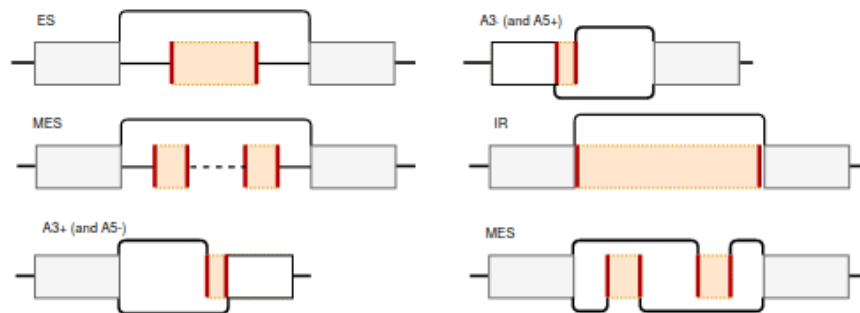 ES
A3- (and A5+)
MES
IR
A3+ (and A5-)
MES